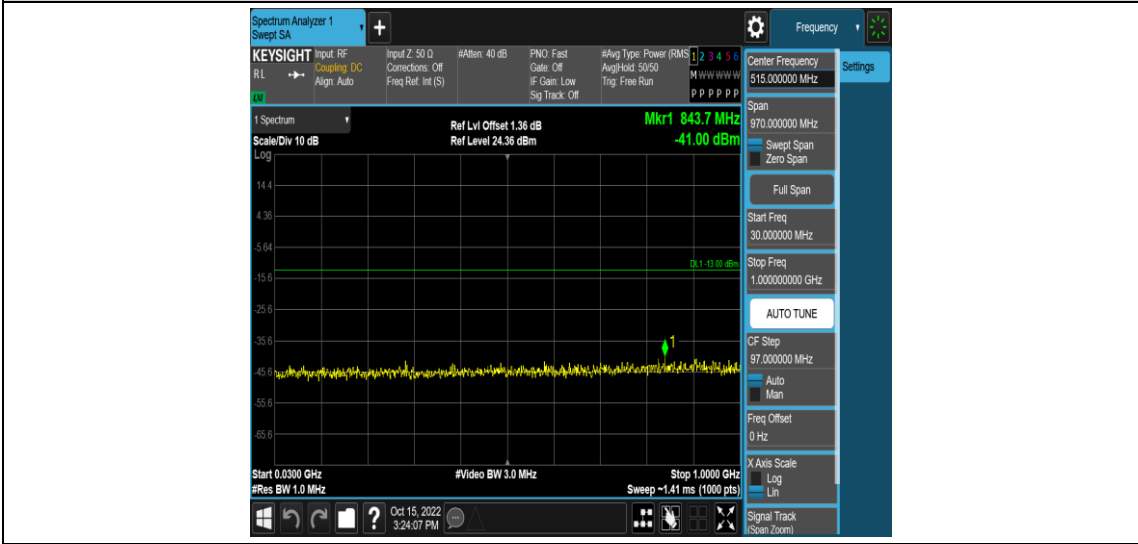 Spectrum Analyzer 1
Swept SA
+
Frequency
KEYSIGHT
RL
LNI
Input: RF
Coupling: DC
Align: Auto
Input Z: 50 Ω
Corrections: Off
Freq Ref: Int (S)
#Atten: 40 dB
PNO: Fast
Gate: Off
IF Gain: Low
Sig Track: Off
#Avg Type: Power (RMS
Avg|Hold: 50/50
Trig: Free Run
1 2 3 4 5 6
M W W W W W
P P P P P P
1 Spectrum
Scale/Div 10 dB
Log
Ref Lvl Offset 1.36 dB
Ref Level 24.36 dBm
Mkr1 843.7 MHz
-41.00 dBm
14.4
4.36
-5.64
DL1 -13.00 dBm
-15.6
-25.6
-35.6
1
-45.6
-55.6
-65.6
Start 0.0300 GHz
#Res BW 1.0 MHz
#Video BW 3.0 MHz
Stop 1.0000 GHz
Sweep ~1.41 ms (1000 pts)
?
Oct 15, 2022
3:24:07 PM
Center Frequency
515.000000 MHz
Settings
Span
970.000000 MHz
Swept Span
Zero Span
Full Span
Start Freq
30.000000 MHz
Stop Freq
1.000000000 GHz
AUTO TUNE
CF Step
97.000000 MHz
Auto
Man
Freq Offset
0 Hz
X Axis Scale
Log
Lin
Signal Track
(Span Zoom)